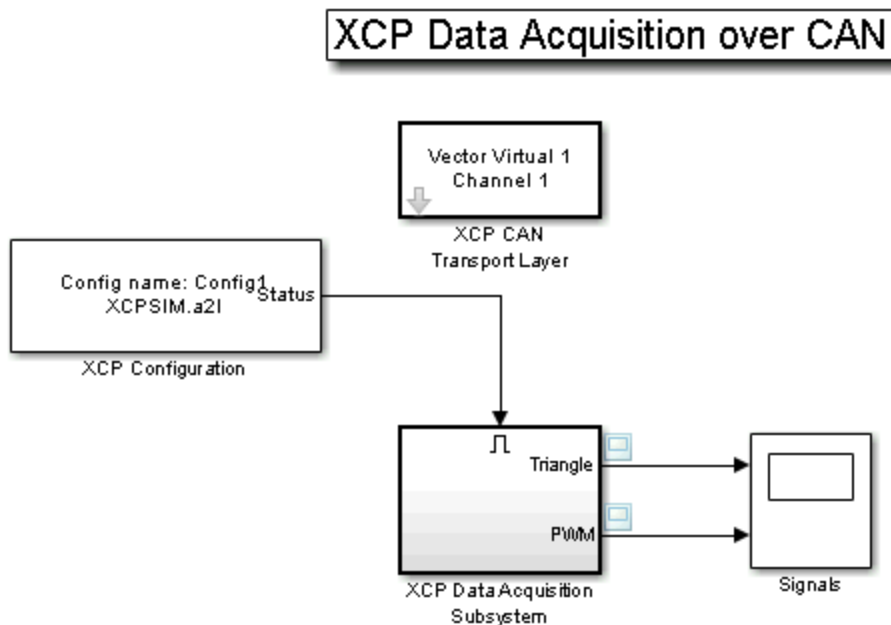 XCP Data Acquisition over CAN
Vector Virtual 1
Channel 1
XCP CAN
Transport Layer
Config name: Config1
XCPSIM.a2l
Status
XCP Configuration
Triangle
PWM
XCP Data Acquisition
Subsystem
Signals